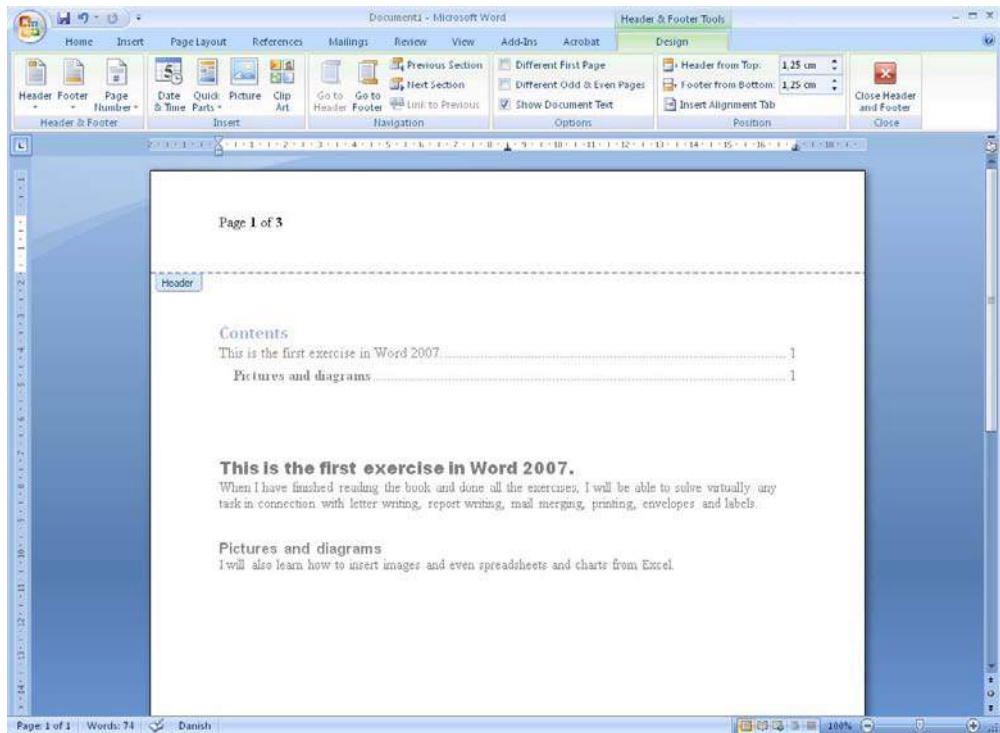 Document1 - Microsoft Word
Header & Footer Tools
Home Insert Page Layout References Mailings Review View Add-Ins Acrobat Design
Header Footer Page Number
Header & Footer
Date & Time Quick Parts Picture Clip Art
Insert
Go to Header Go to Footer
Previous Section
Next Section
Link to Previous
Navigation
Different First Page
Different Odd & Even Pages
Show Document Text
Options
Header from Top: 1,25 cm
Footer from Bottom: 1,25 cm
Insert Alignment Tab
Position
Close Header and Footer
Close
Page 1 of 3
Header
Contents
This is the first exercise in Word 2007 1
Pictures and diagrams 1
This is the first exercise in Word 2007.
When I have finished reading the book and done all the exercises, I will be able to solve virtually any
task in connection with letter writing, report writing, mail merging, printing, envelopes and labels.
Pictures and diagrams
I will also learn how to insert images and even spreadsheets and charts from Excel.
Page: 1 of 1 Words: 74 Danish 100%